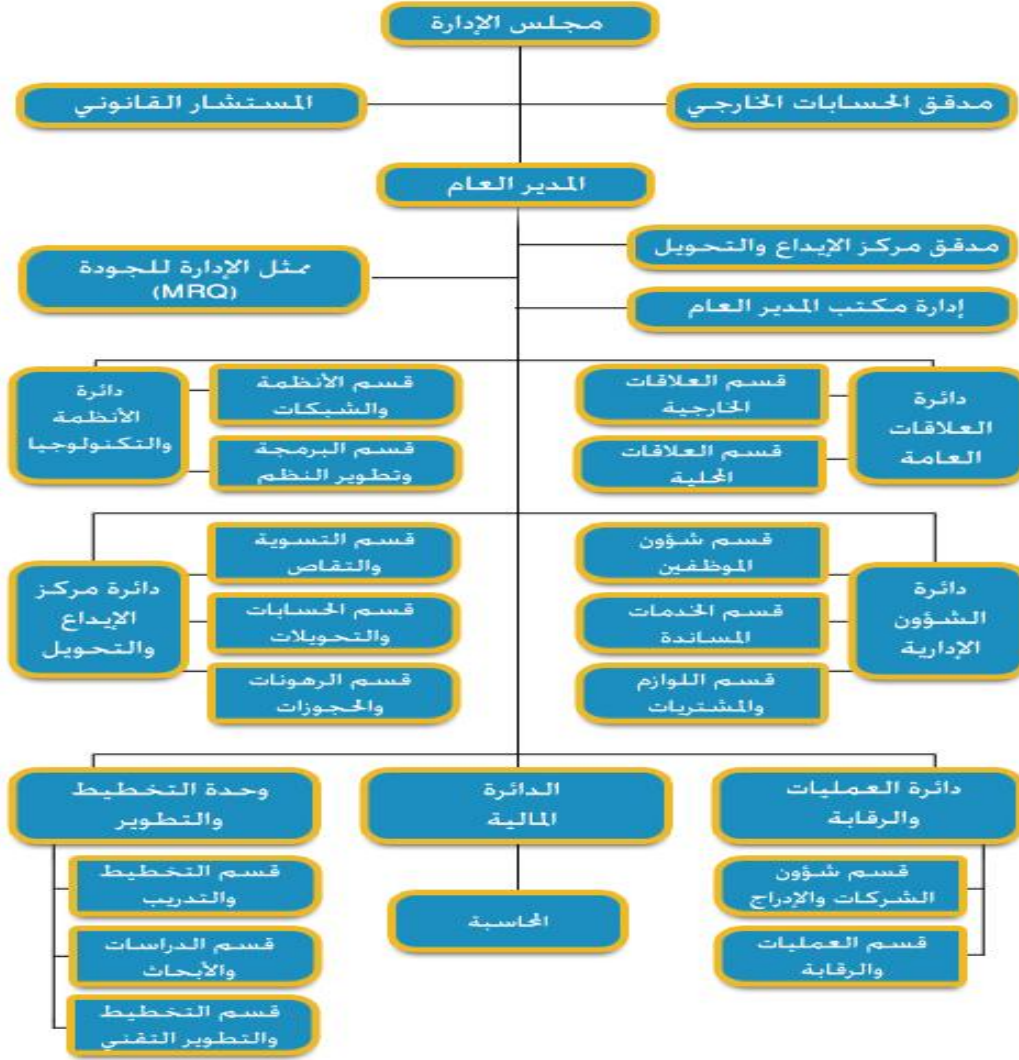 مجلس الإدارة
مدقق الحسابات الخارجي
المستشار القانوني
المدير العام
مدقق مركز الإيداع والتحويل
ممثل الإدارة للجودة
(MRQ)
إدارة مكتب المدير العام
دائرة
العلاقات
العامة
قسم العلاقات
الخارجية
قسم العلاقات
المحلية
قسم الأنظمة
والشبكات
قسم البرمجة
وتطوير النظم
دائرة
الأنظمة
والتكنولوجيا
دائرة
الشؤون
الإدارية
قسم شؤون
الموظفين
قسم الخدمات
المساندة
قسم اللوازم
والمشتريات
قسم التسوية
والتقاص
قسم الحسابات
والتحويلات
قسم الرهونات
والحجوزات
دائرة مركز
الإيداع
والتحويل
دائرة العمليات
والرقابة
قسم شؤون
الشركات والإدراج
قسم العمليات
والرقابة
الدائرة
المالية
المحاسبة
وحدة التخطيط
والتطوير
قسم التخطيط
والتدريب
قسم الدراسات
والأبحاث
قسم التخطيط
والتطوير التقني